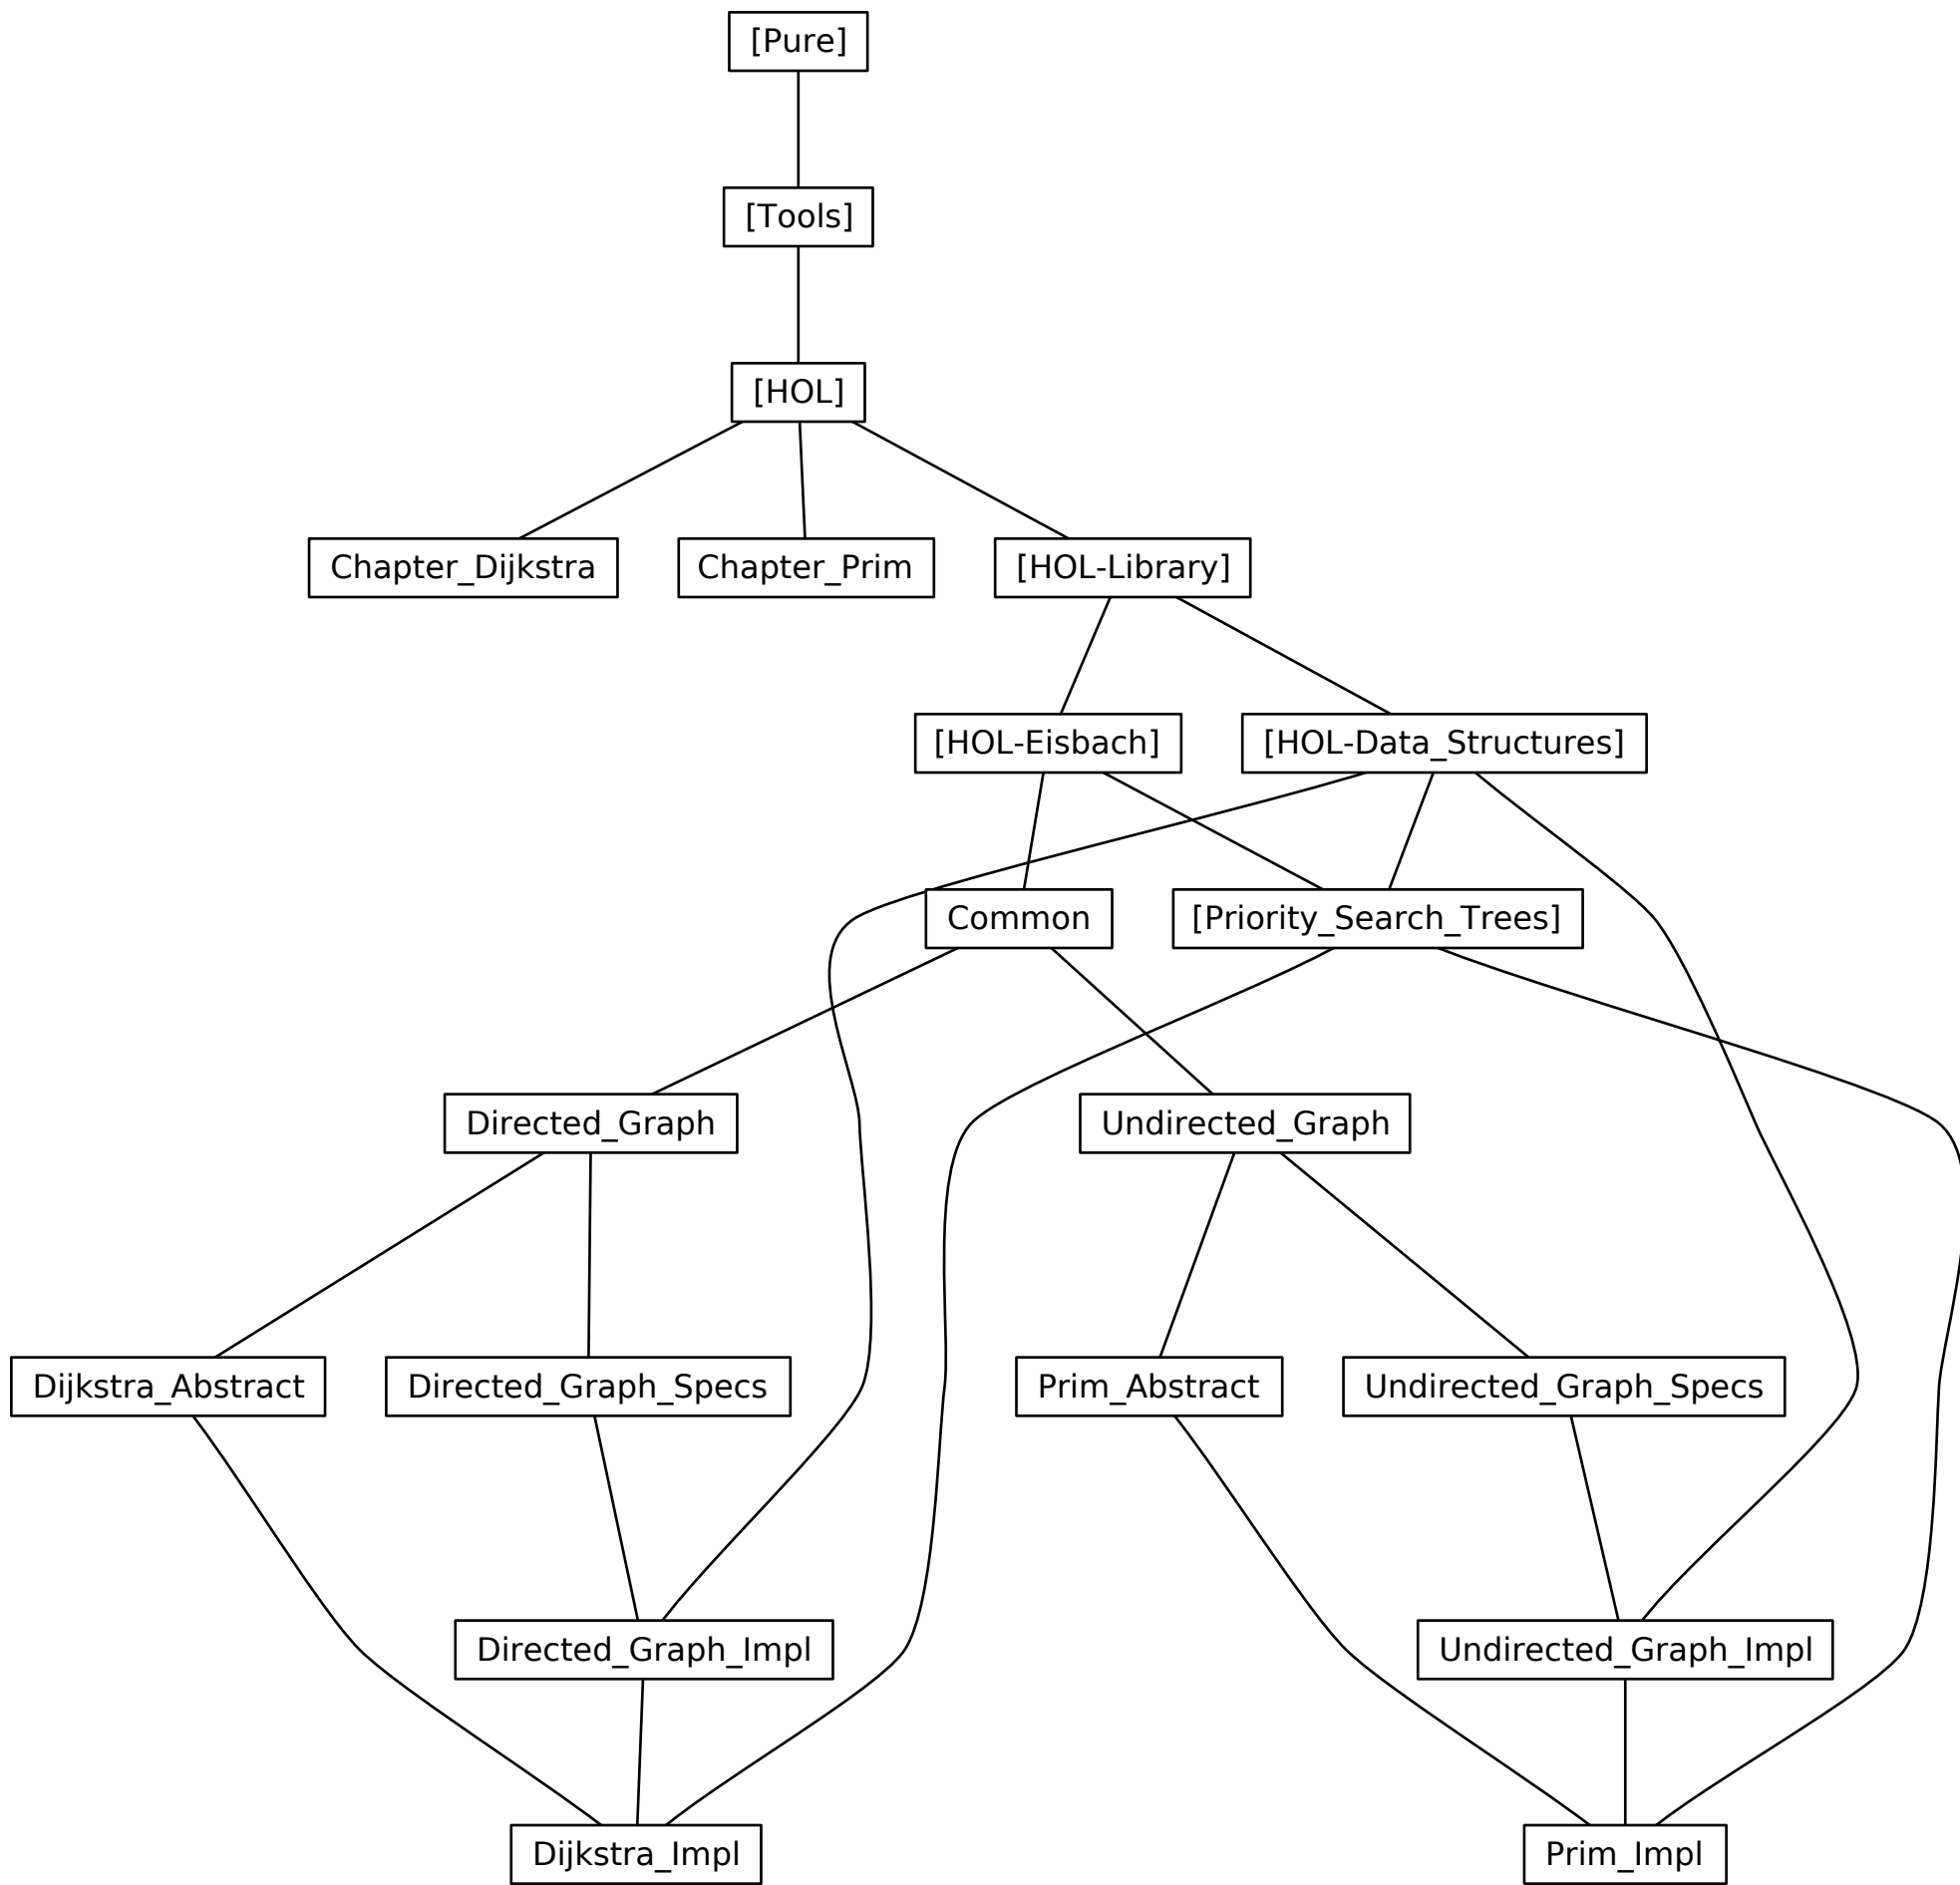 [Pure]
[Tools]
[HOL]
Chapter_Dijkstra
Chapter_Prim
[HOL-Library]
[HOL-Eisbach]
[HOL-Data_Structures]
Common
[Priority_Search_Trees]
Directed_Graph
Undirected_Graph
Dijkstra_Abstract
Directed_Graph_Specs
Prim_Abstract
Undirected_Graph_Specs
Directed_Graph_Impl
Undirected_Graph_Impl
Dijkstra_Impl
Prim_Impl